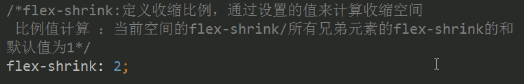 /*flex-shrink:定义收缩比例，通过设置的值来计算收缩空间
比例值计算 ：当前空间的flex-shrink/所有兄弟元素的flex-shrink的和
默认值为1*/
flex-shrink: 2;